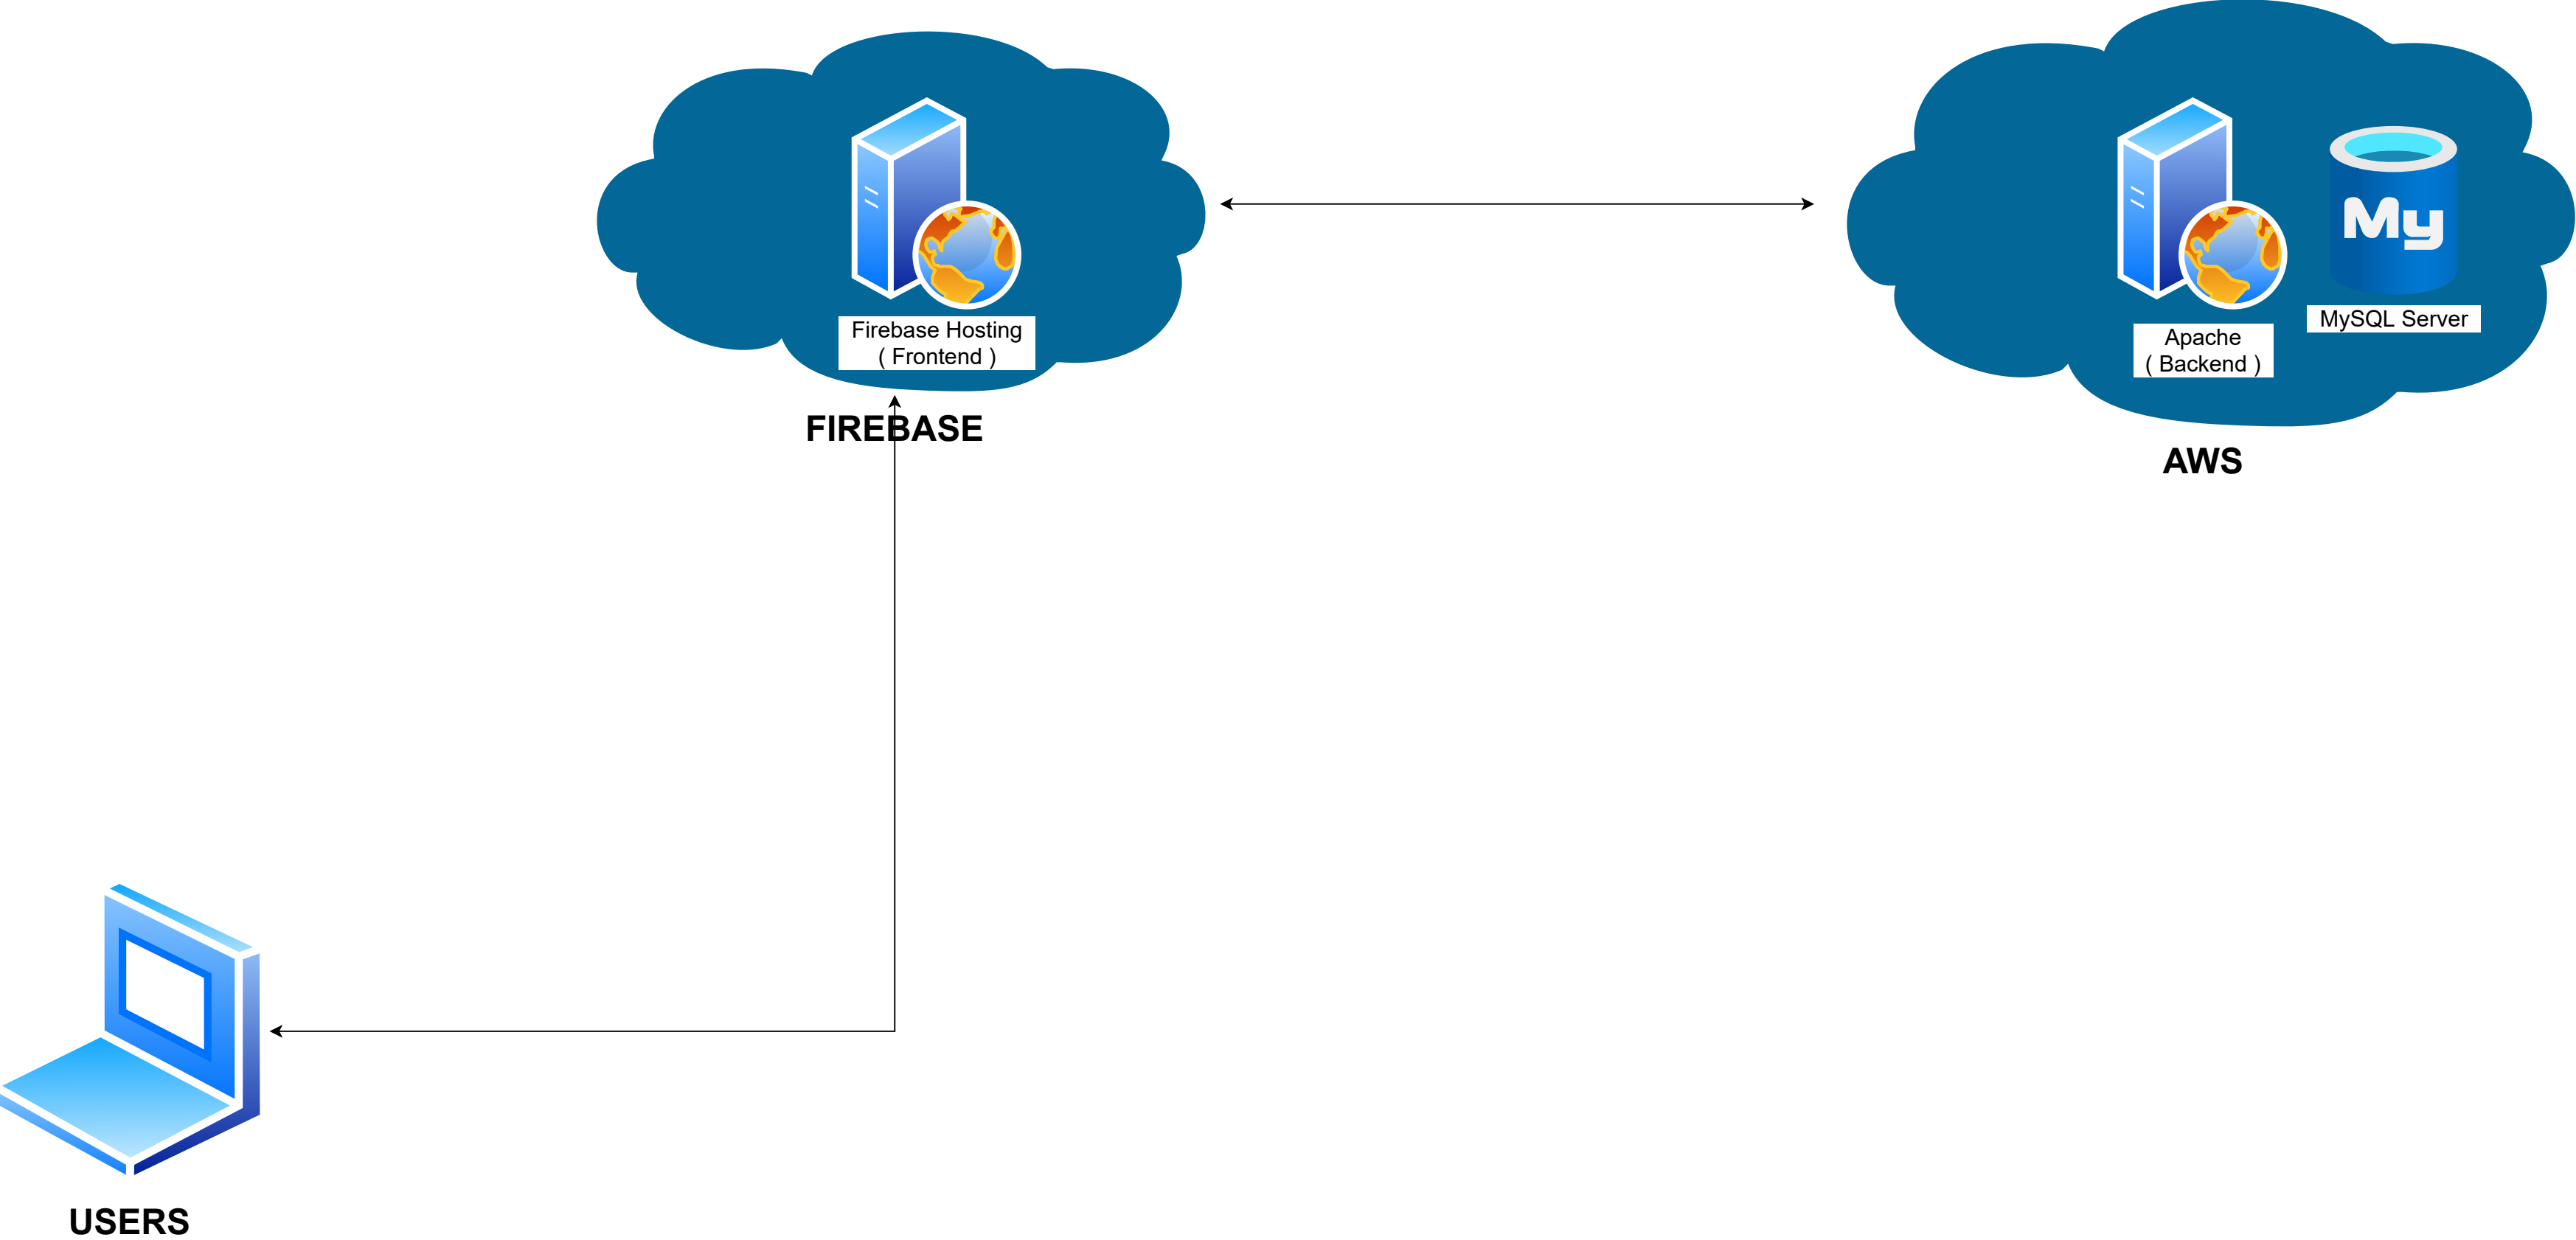 Firebase Hosting
( Frontend )
FIREBASE
My
MySQL Server
Apache
( Backend )
AWS
USERS